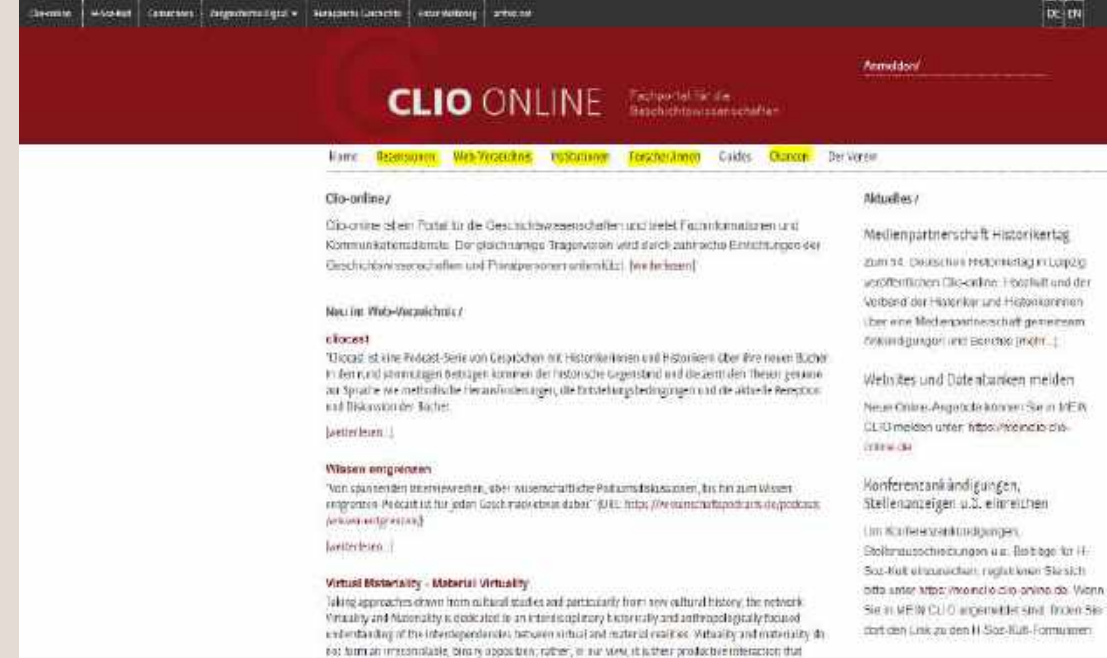 Clio-online H-Soz-Kult Connections Zeitgeschichte digital Europäische Geschichte
DE EN
Anmelden/
CLIO ONLINE
Fachportal für die
Geschichtswissenschaften
Home Rezensionen Web-Verzeichnis Institutionen Forscher/innen Guides Chancen Der Verein
Clio-online /
Clio-online ist ein Portal für die Geschichtswissenschaften und bietet Fachinformationen und
Kommunikationsdienste. Der gleichnamige Trägerverein wird durch zahlreiche Einrichtungen der
Geschichtswissenschaften und Privatpersonen unterstützt. [weiterlesen]
Neu im Web-Verzeichnis /
cliocast
"Cliocast ist eine Podcast-Serie von Gesprächen mit Historikerinnen und Historikern über ihre neuen Bücher.
In den rund Beiträgen kommen der historische Gegenstand und die zentralen Thesen genauso
zur Sprache wie methodische Herausforderungen, die Entstehungsbedingungen und die aktuelle Rezeption
und Diskussion der Bücher.
[weiterlesen...]
Wissen entgrenzen
"Von spannenden Interviewreihen, über wissenschaftliche Podiumsdiskussionen, bis hin zum Wissen
entgrenzen-Podcast ist für jeden Geschmack etwas dabei." (URL: https://wissenschaftspodcasts.de/podcasts
/wissen-entgrenzen/)
[weiterlesen...]
Virtual Materiality - Material Virtuality
Taking approaches drawn from cultural studies and particularly from new cultural history, the network
Virtuality and Materiality is dedicated to an interdisciplinary historically and anthropologically focused
understanding of the interdependencies between virtual and material realities. Virtuality and materiality do
not form an irreconcilable, binary opposition; rather, in our view, it is their productive interaction that
Aktuelles /
Medienpartnerschaft Historikertag
Zum 54. Deutschen Historikertag in Leipzig
veröffentlichen Clio-online, H-Soz-Kult und der
Verband der Historiker und Historikerinnen
über eine Medienpartnerschaft gemeinsam
Ankündigungen und Berichte [mehr...]
Websites und Datenbanken melden
Neue Online-Angebote können Sie in MEIN
CLIO melden unter: https://meinclio.clio-
online.de
Konferenzankündigungen,
Stellenanzeigen u.ä. einreichen
Um Konferenzankündigungen,
Stellenausschreibungen u.a. Beiträge für H-
Soz-Kult einzureichen, registrieren Sie sich
bitte unter https://meinclio.clio-online.de. Wenn
Sie in MEIN CLIO angemeldet sind, finden Sie
dort den Link zu den H-Soz-Kult-Formularen